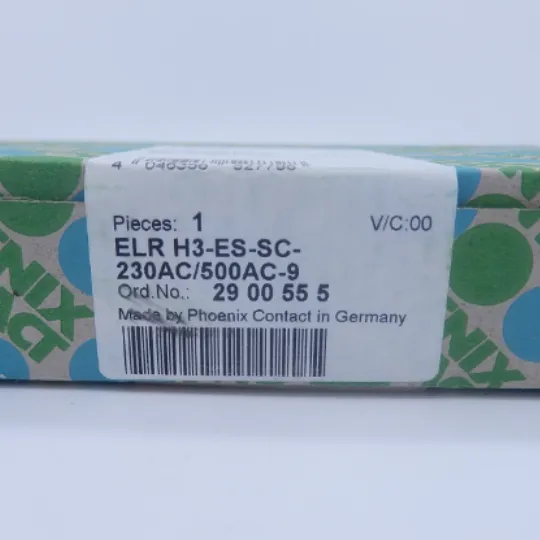 Pieces: 1 V/C:00
ELR H3-ES-SC-
230AC/500AC-9
Ord.No.: 29 00 55 5
Made by Phoenix Contact in Germany